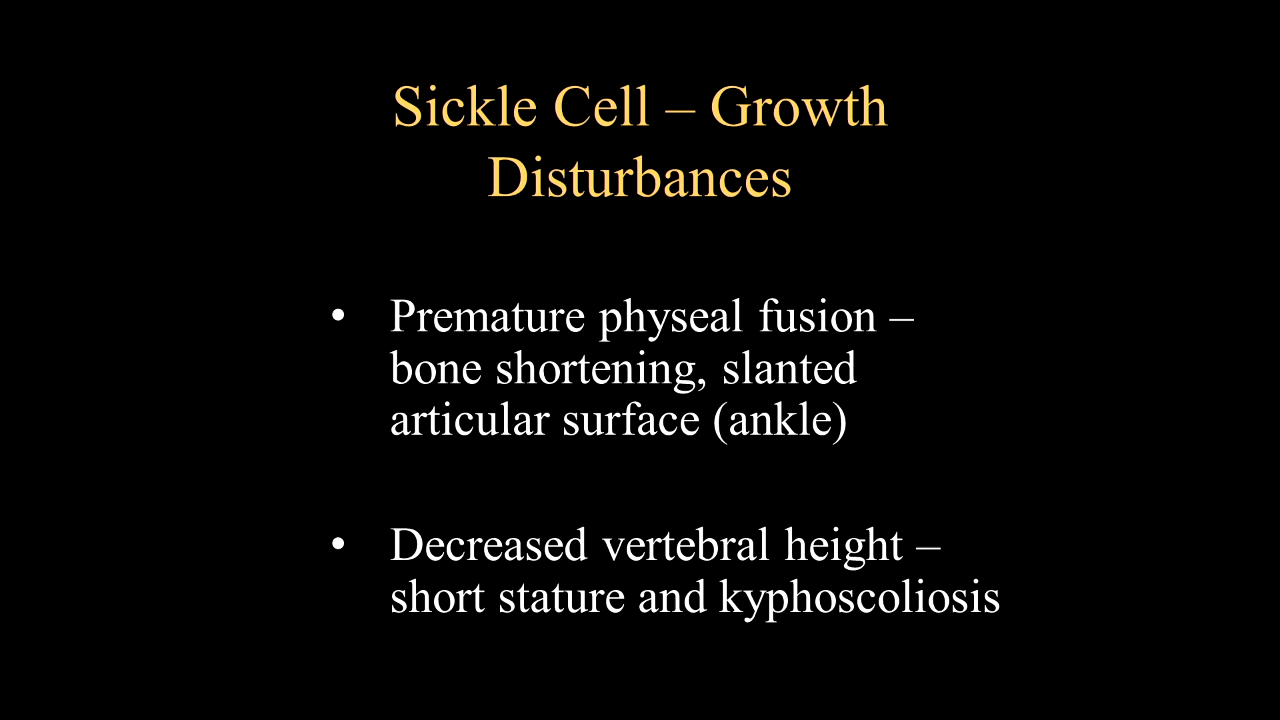 Sickle Cell – Growth
Disturbances
• Premature physeal fusion –
bone shortening, slanted
articular surface (ankle)
• Decreased vertebral height –
short stature and kyphoscoliosis